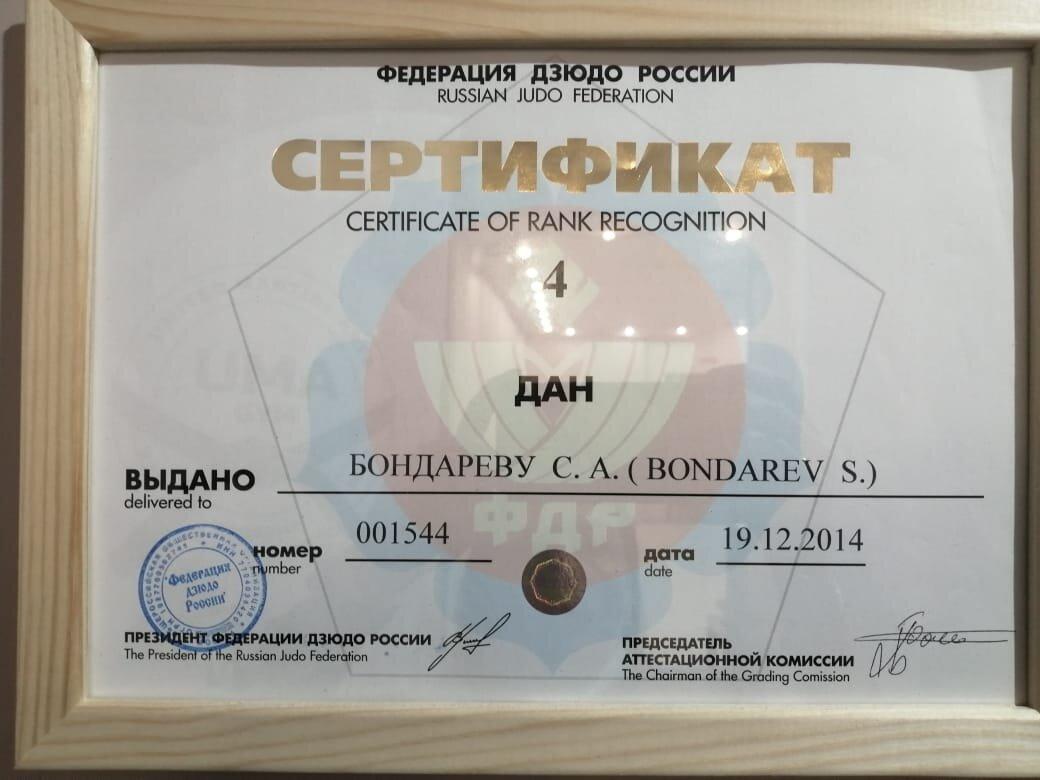 ФЕДЕРАЦИЯ ДЗЮДО РОССИИ
RUSSIAN JUDO FEDERATION
СЕРТИФИКАТ
CERTIFICATE OF RANK RECOGNITION
4
ДАН
ВЫДАНО БОНДАРЕВУ С. А. ( BONDAREV S.)
delivered to
ФДР
номер 001544
number
дата 19.12.2014
date
Федерация
дзюдо
России
ПРЕЗИДЕНТ ФЕДЕРАЦИИ ДЗЮДО РОССИИ
The President of the Russian Judo Federation
ПРЕДСЕДАТЕЛЬ
АТТЕСТАЦИОННОЙ КОМИССИИ
The Chairman of the Grading Comission